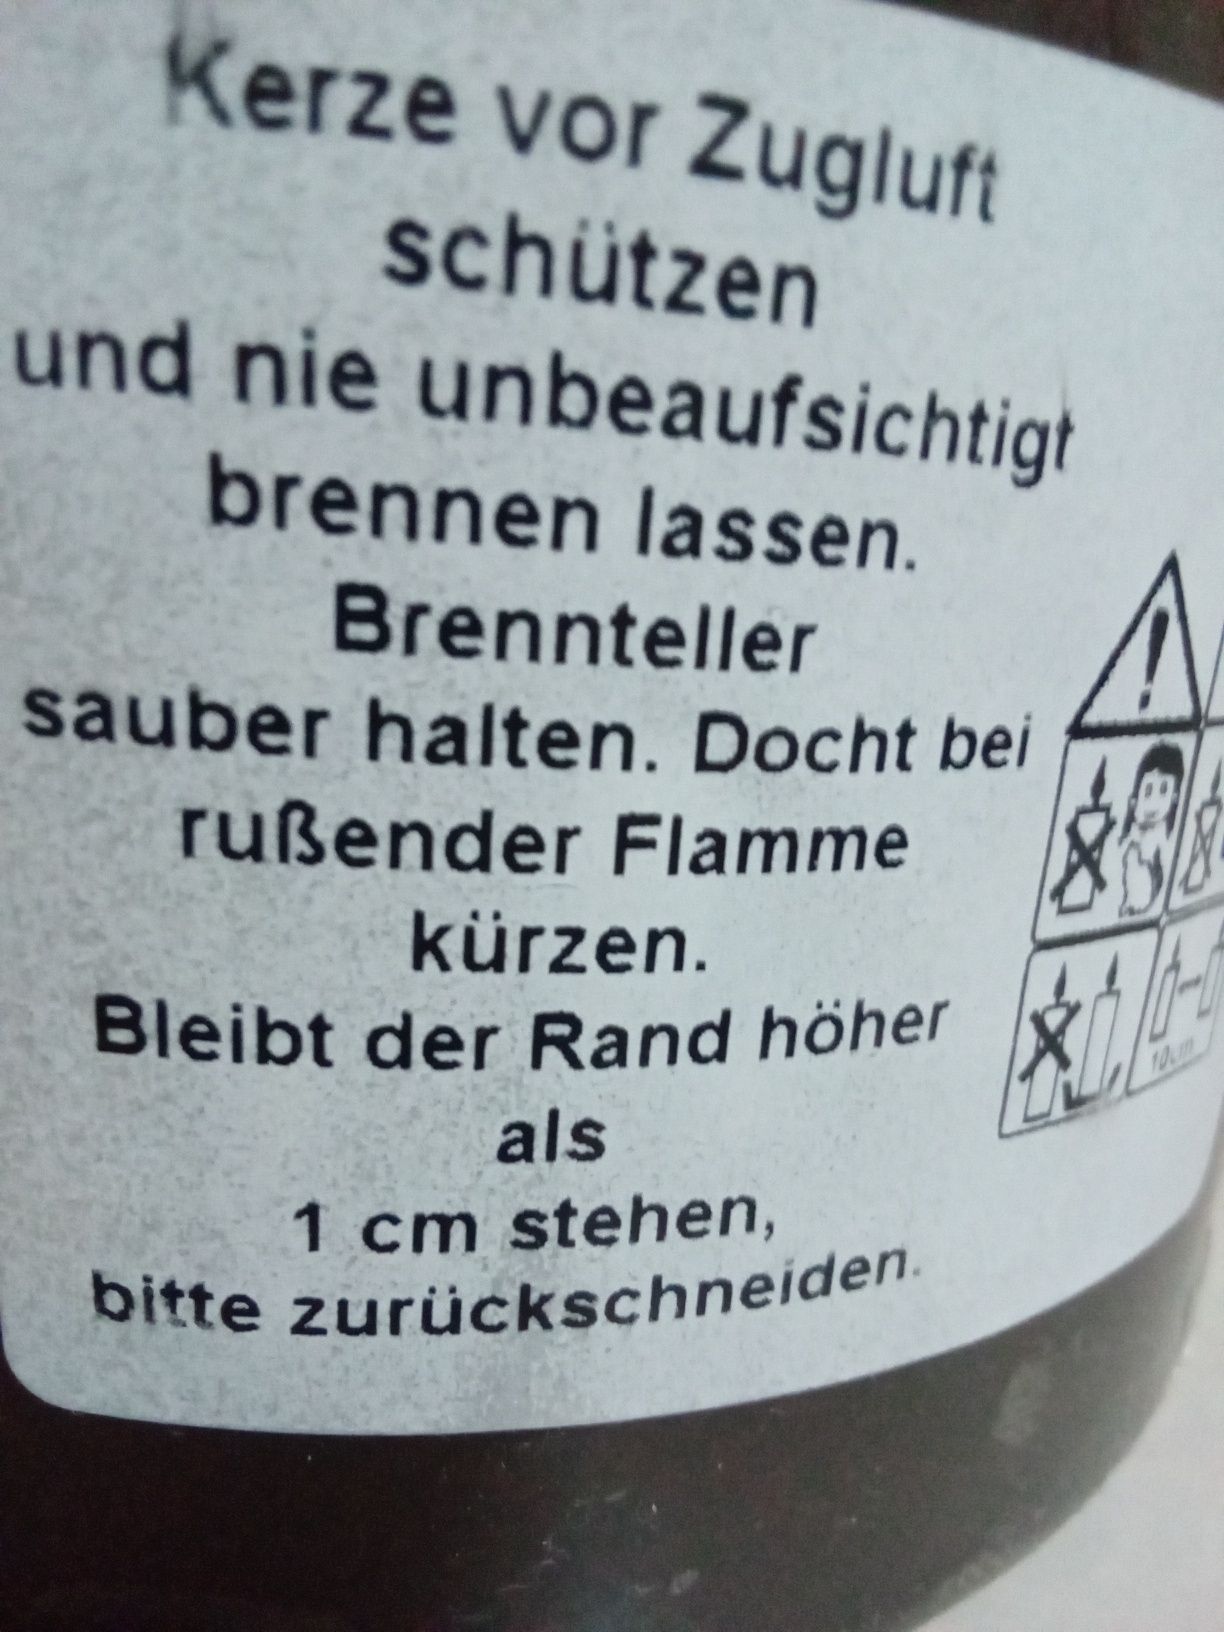 Kerze vor Zugluft
schützen
und nie unbeaufsichtigt
brennen lassen.
Brennteller
sauber halten. Docht bei
rußender Flamme
kürzen.
Bleibt der Rand höher
als
1 cm stehen,
bitte zurückschneiden.
10cm